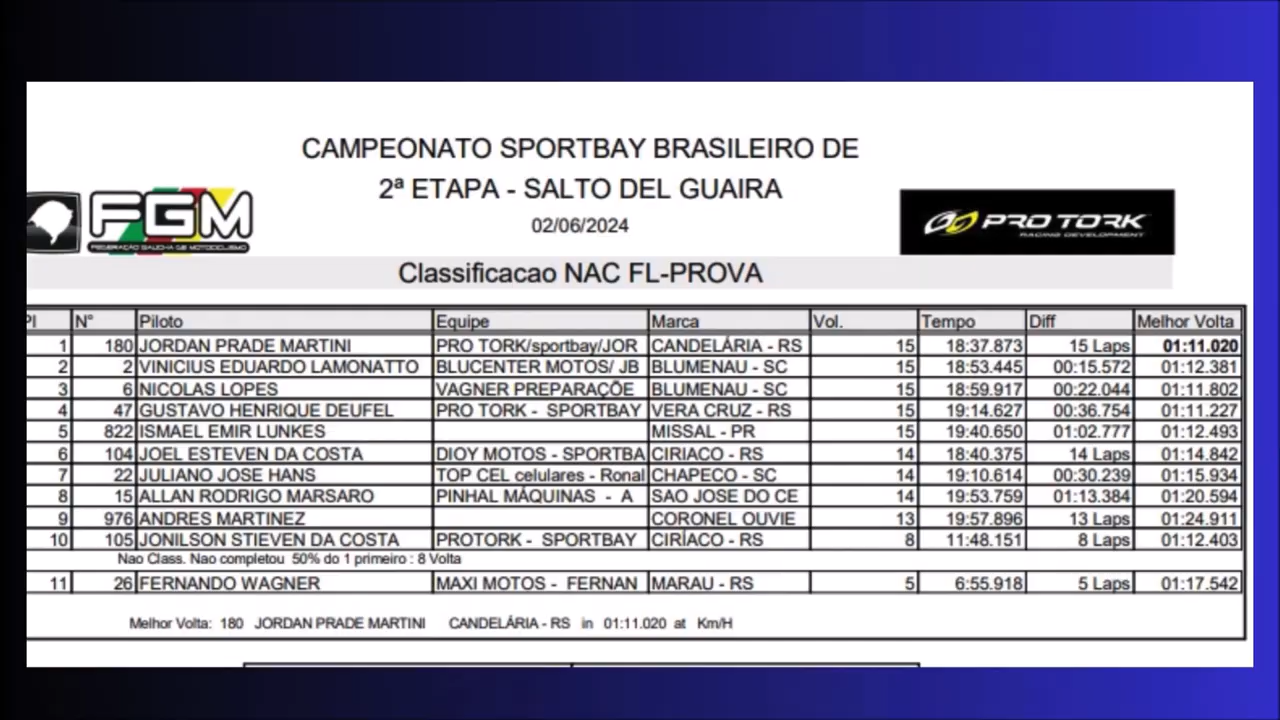 CAMPEONATO SPORTBAY BRASILEIRO DE
2ª ETAPA - SALTO DEL GUAIRA
FGM
FEDERAÇÃO GAÚCHA DE MOTOCICLISMO
02/06/2024
PRO TORK
RACING DEVELOPMENT
Classificacao NAC FL-PROVA
Pl N° Piloto Equipe Marca Vol. Tempo Diff Melhor Volta
1 180 JORDAN PRADE MARTINI PRO TORK/sportbay/JOR CANDELÁRIA - RS 15 18:37.873 15 Laps 01:11.020
2 2 VINICIUS EDUARDO LAMONATTO BLUCENTER MOTOS/ JB BLUMENAU - SC 15 18:53.445 00:15.572 01:12.381
3 6 NICOLAS LOPES VAGNER PREPARAÇÕE BLUMENAU - SC 15 18:59.917 00:22.044 01:11.802
4 47 GUSTAVO HENRIQUE DEUFEL PRO TORK - SPORTBAY VERA CRUZ - RS 15 19:14.627 00:36.754 01:11.227
5 822 ISMAEL EMIR LUNKES MISSAL - PR 15 19:40.650 01:02.777 01:12.493
6 104 JOEL ESTEVEN DA COSTA DIOY MOTOS - SPORTBA CIRIACO - RS 14 18:40.375 14 Laps 01:14.842
7 22 JULIANO JOSE HANS TOP CEL celulares - Ronal CHAPECO - SC 14 19:10.614 00:30.239 01:15.934
8 15 ALLAN RODRIGO MARSARO PINHAL MÁQUINAS - A SAO JOSE DO CE 14 19:53.759 01:13.384 01:20.594
9 976 ANDRES MARTINEZ CORONEL OUVIE 13 19:57.896 13 Laps 01:24.911
10 105 JONILSON STIEVEN DA COSTA PROTORK - SPORTBAY CIRÍACO - RS 8 11:48.151 8 Laps 01:12.403
Nao Class. Nao completou 50% do 1 primeiro : 8 Volta
11 26 FERNANDO WAGNER MAXI MOTOS - FERNAN MARAU - RS 5 6:55.918 5 Laps 01:17.542
Melhor Volta: 180 JORDAN PRADE MARTINI CANDELÁRIA - RS in 01:11.020 at Km/H